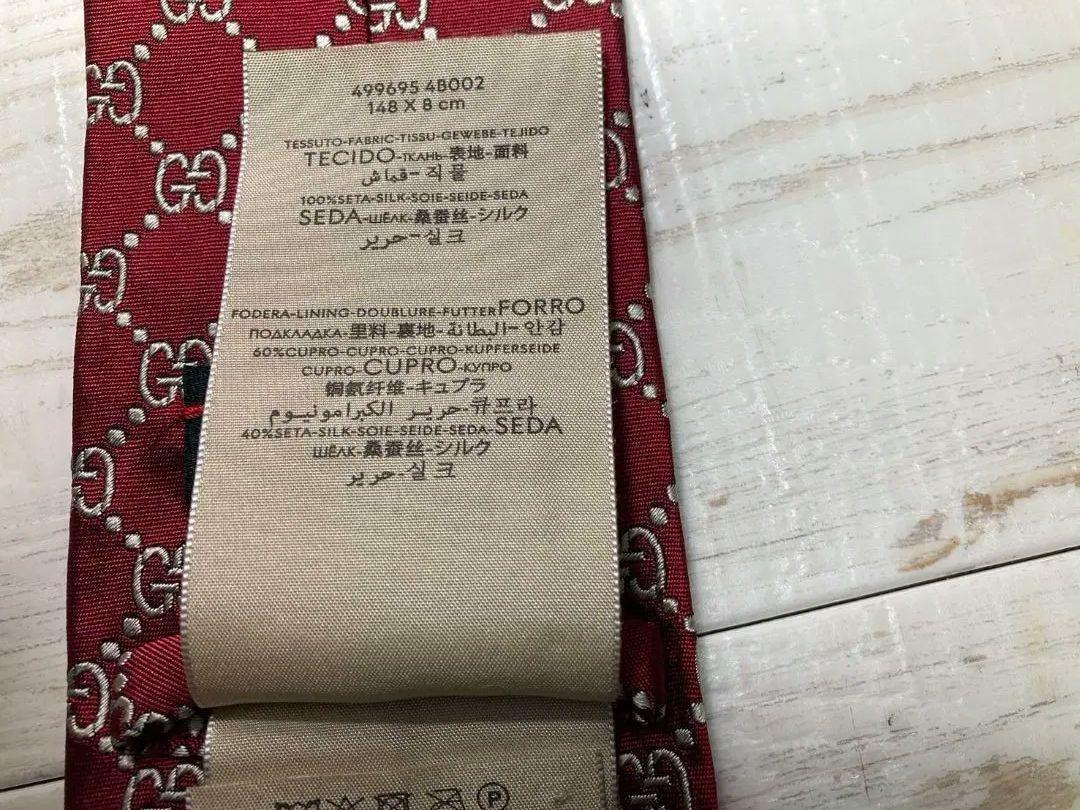 499695 4B002
148 X 8 cm
TESSUTO-FABRIC-TISSU-GEWEBE-TEJIDO
TECIDO-ТКАНЬ-表地-面料
قماش-직물
100%SETA-SILK-SOIE-SEIDE-SEDA
SEDA-ШЁЛК-桑蚕丝-シルク
حرير-실크
FODERA-LINING-DOUBLURE-FUTTER FORRO
ПОДКЛАДКА-里料-裏地-البطانة-안감
60%CUPRO-CUPRO-CUPRO-KUPFERSEIDE
CUPRO-CUPRO-КУПРО
铜氨纤维-キュプラ
حرير الكبرامونيوم-큐프라
40%SETA-SILK-SOIE-SEIDE-SEDA SEDA
ШЁЛК-桑蚕丝-シルク
حرير-실크
P